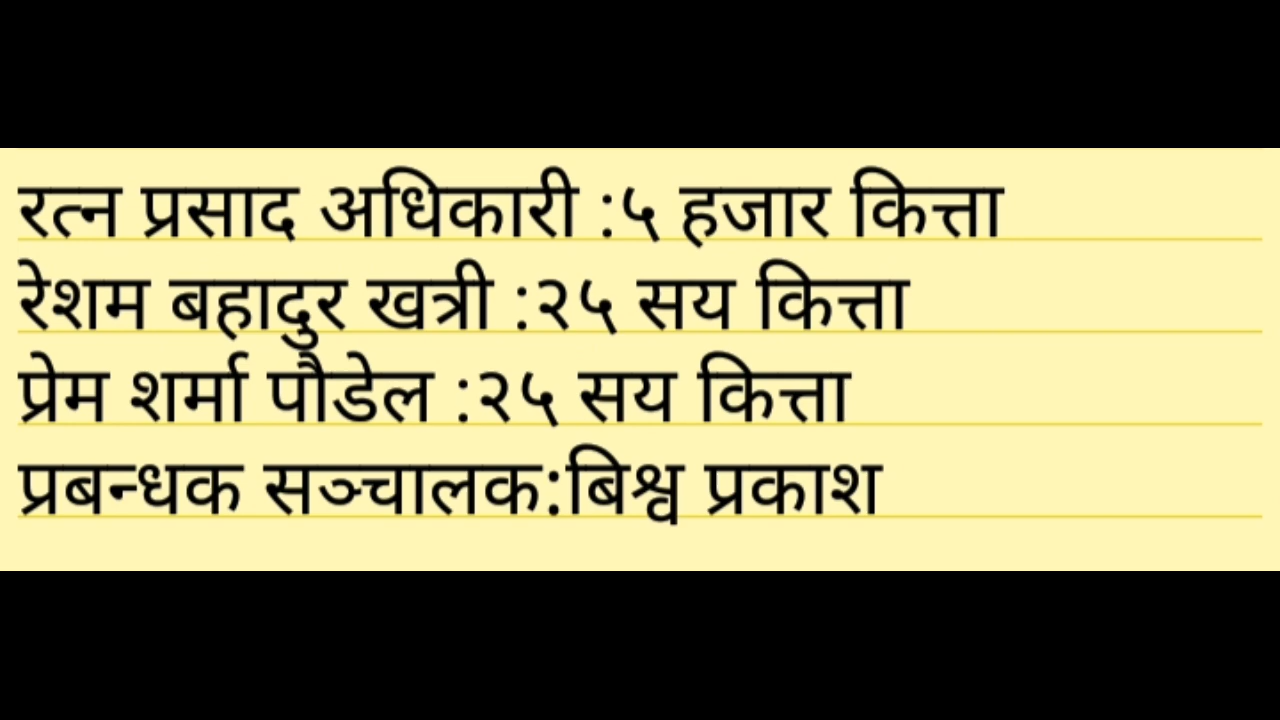 रत्न प्रसाद अधिकारी :५ हजार कित्ता
रेशम बहादुर खत्री :२५ सय कित्ता
प्रेम शर्मा पौडेल :२५ सय कित्ता
प्रबन्धक सञ्चालक:बिश्व प्रकाश